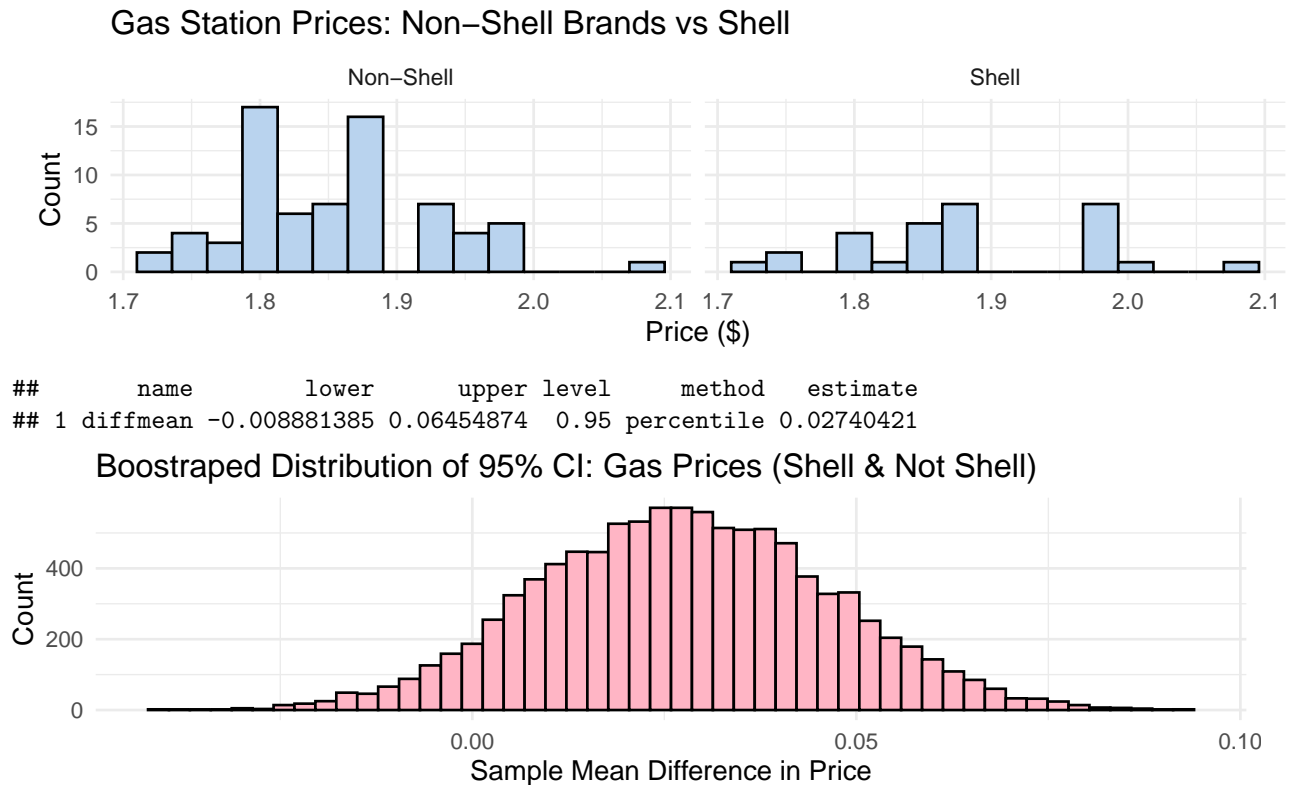 Gas Station Prices: Non−Shell Brands vs Shell
Non−Shell Shell
15
10
5
0
Count
1.7 1.8 1.9 2.0 2.1 1.7 1.8 1.9 2.0 2.1
Price ($)
## name lower upper level method estimate
## 1 diffmean -0.008881385 0.06454874 0.95 percentile 0.02740421
Boostraped Distribution of 95% CI: Gas Prices (Shell & Not Shell)
400
200
0
Count
0.00 0.05 0.10
Sample Mean Difference in Price